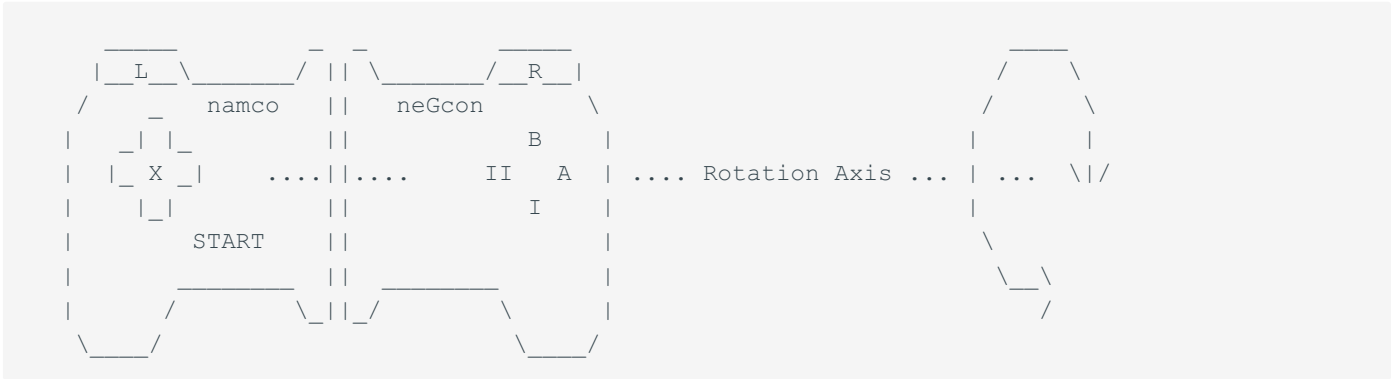 L R
namco neGcon
B
X .... .... II A .... Rotation Axis ... ...
I
START